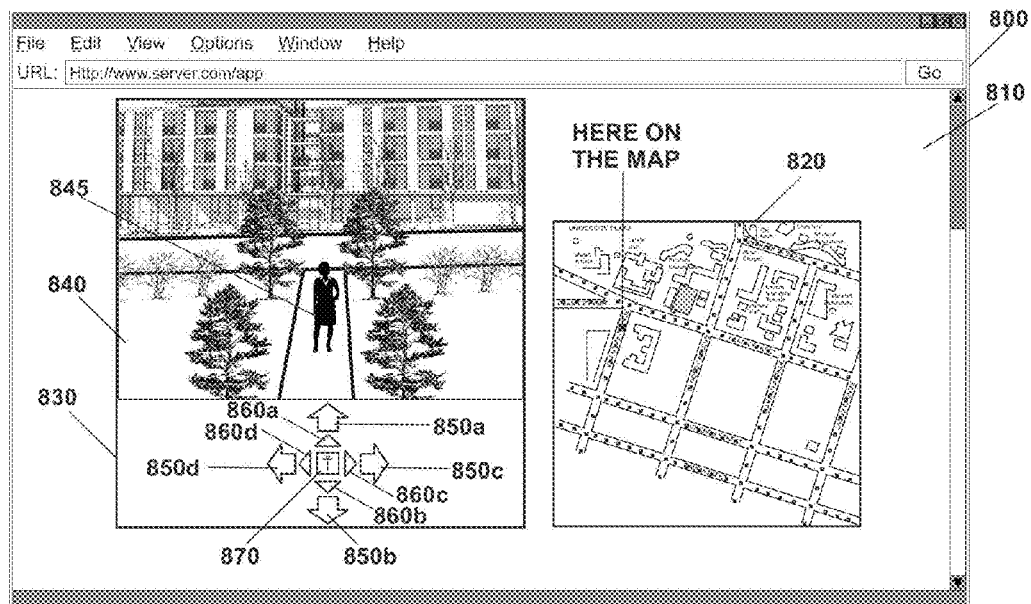 800
File Edit View Options Window Help
URL: Http://www.server.com/app Go
810
HERE ON
THE MAP
820
845
840
830
860a
850a
860d
850d
850c
860c
860b
870
850b